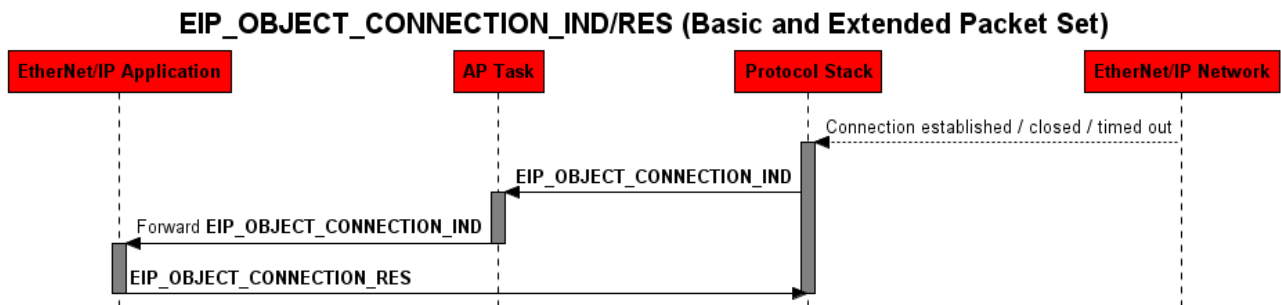 EIP_OBJECT_CONNECTION_IND/RES (Basic and Extended Packet Set)
EtherNet/IP Application
AP Task
Protocol Stack
EtherNet/IP Network
Connection established / closed / timed out
EIP_OBJECT_CONNECTION_IND
Forward EIP_OBJECT_CONNECTION_IND
EIP_OBJECT_CONNECTION_RES